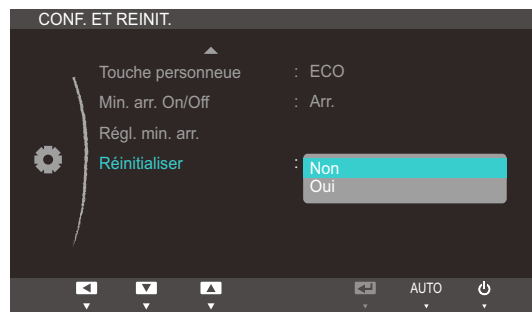 CONF. ET REINIT.
Touche personneue : ECO
Min. arr. On/Off : Arr.
Régl. min. arr.
Réinitialiser : Non
Oui
AUTO